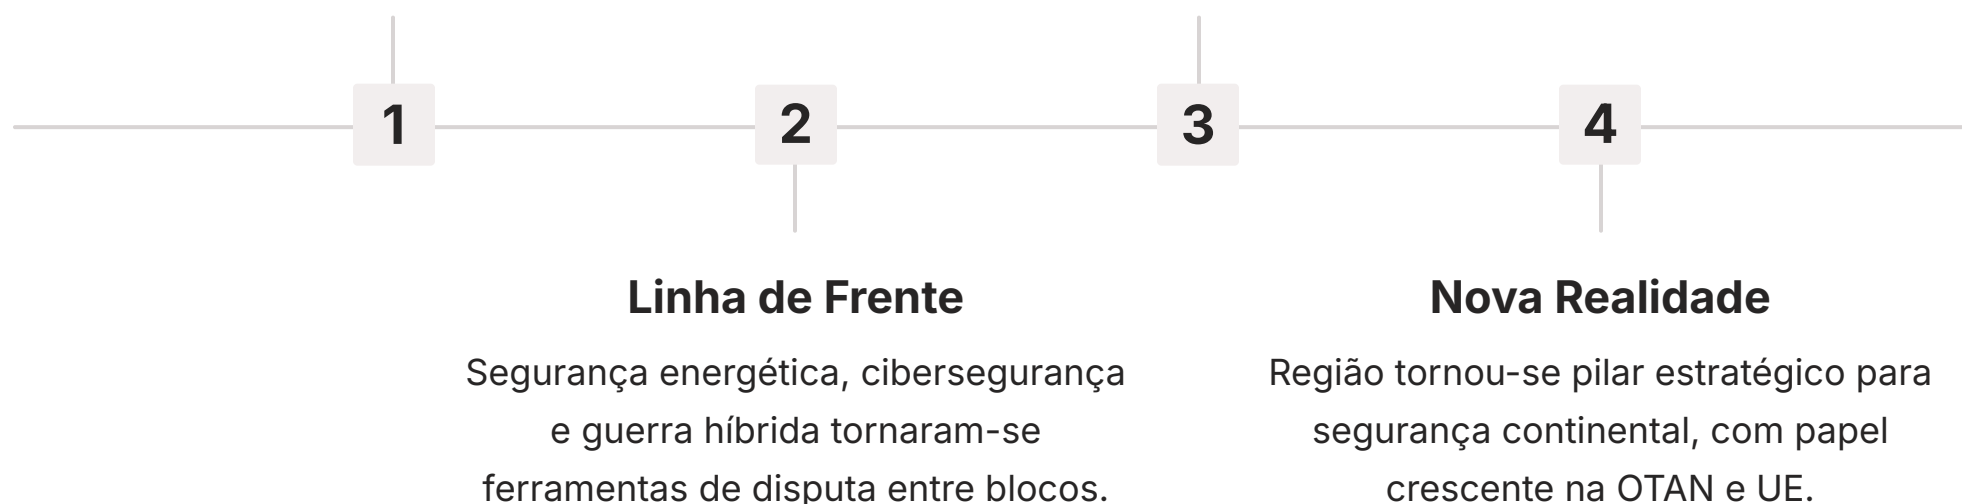 1
2
3
4
Linha de Frente
Segurança energética, cibersegurança
e guerra híbrida tornaram-se
ferramentas de disputa entre blocos.
Nova Realidade
Região tornou-se pilar estratégico para
segurança continental, com papel
crescente na OTAN e UE.